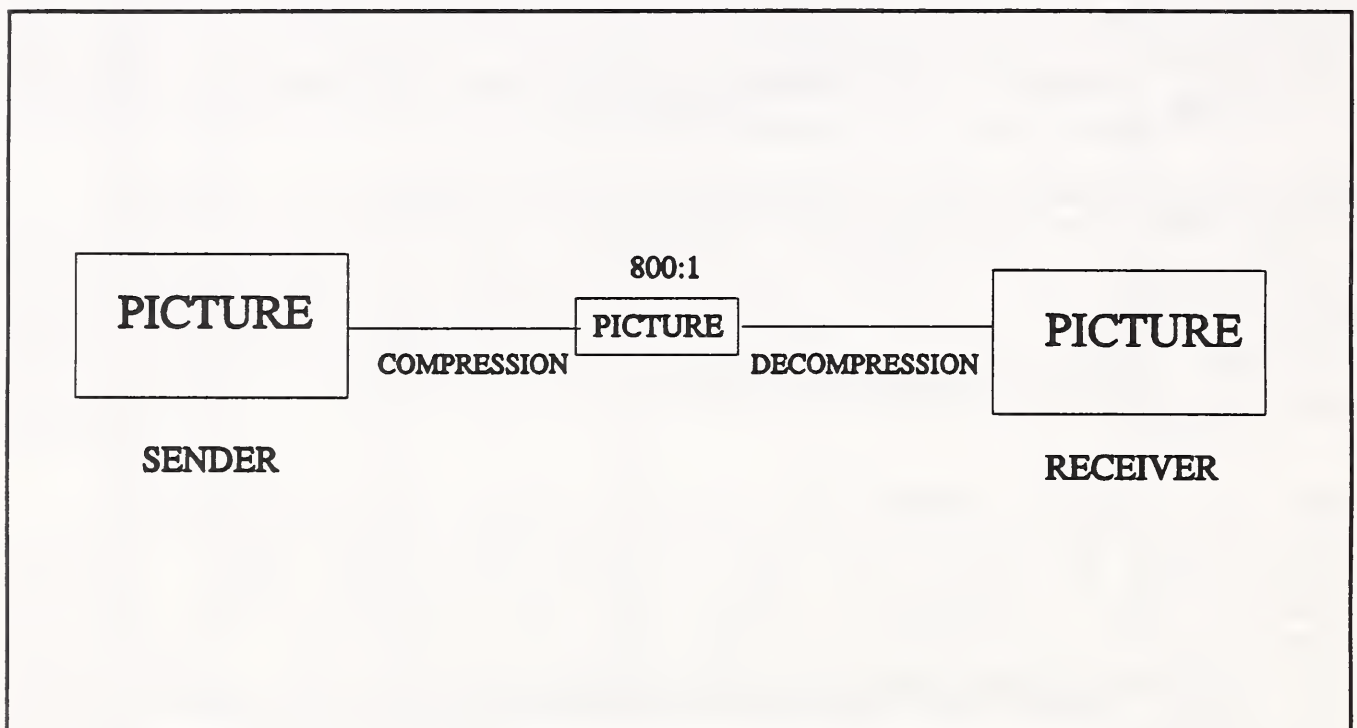 800:1
PICTURE
PICTURE
PICTURE
COMPRESSION
DECOMPRESSION
SENDER
RECEIVER